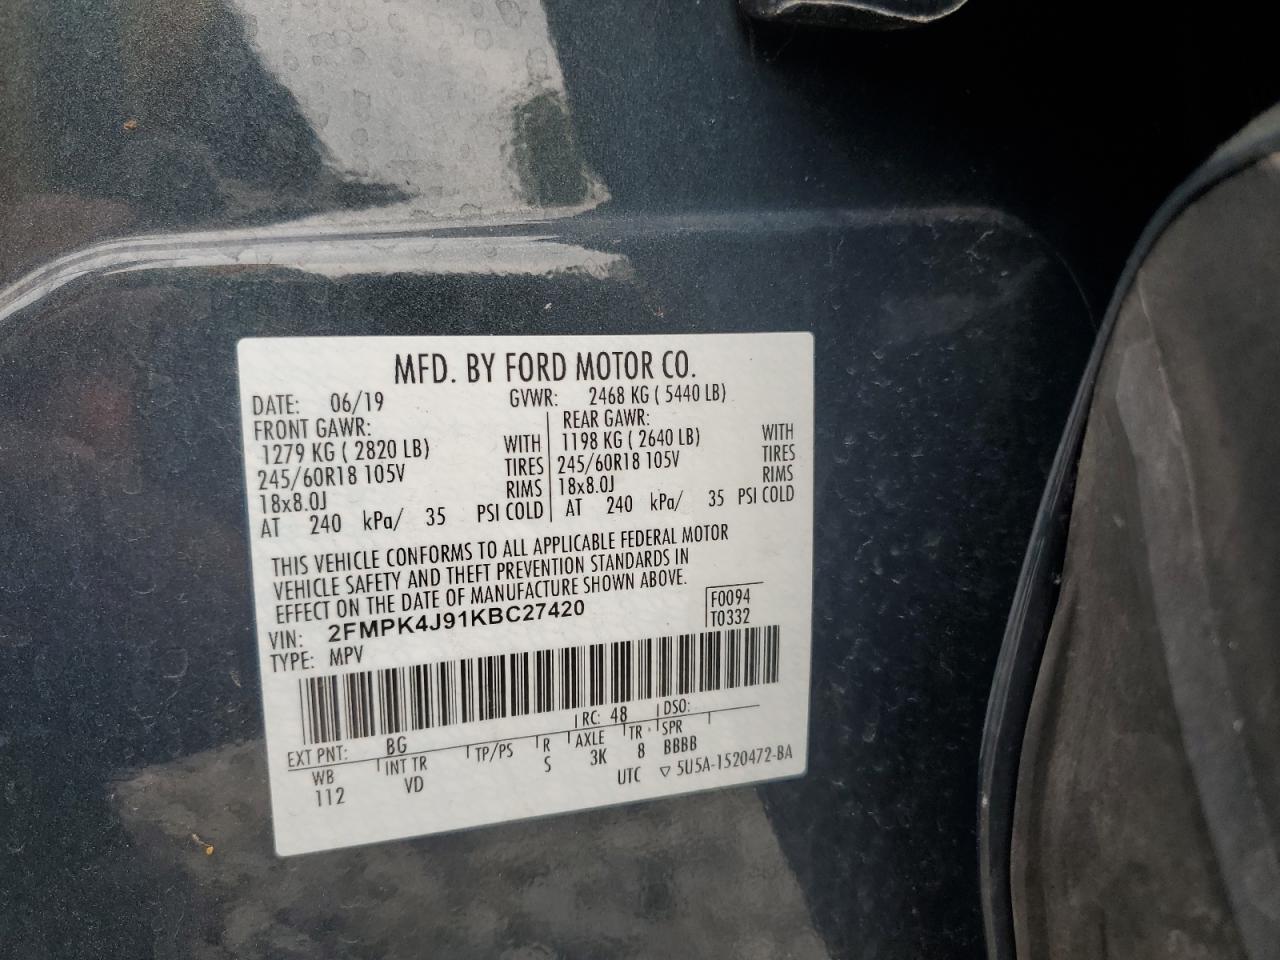 MFD. BY FORD MOTOR CO.
DATE: 06/19 GVWR: 2468 KG ( 5440 LB)
FRONT GAWR: REAR GAWR:
1279 KG ( 2820 LB) WITH 1198 KG ( 2640 LB) WITH
245/60R18 105V TIRES 245/60R18 105V TIRES
18x8.0J RIMS 18x8.0J RIMS
AT 240 kPa/ 35 PSI COLD AT 240 kPa/ 35 PSI COLD
THIS VEHICLE CONFORMS TO ALL APPLICABLE FEDERAL MOTOR
VEHICLE SAFETY AND THEFT PREVENTION STANDARDS IN
EFFECT ON THE DATE OF MANUFACTURE SHOWN ABOVE.
VIN: 2FMPK4J91KBC27420 F0094
TYPE: MPV T0332
EXT PNT: BG RC: 48 DSO:
WB INT TR TP/PS R AXLE TR SPR
112 VD S 3K 8 BBBB
UTC ▽ 5U5A-1520472-BA